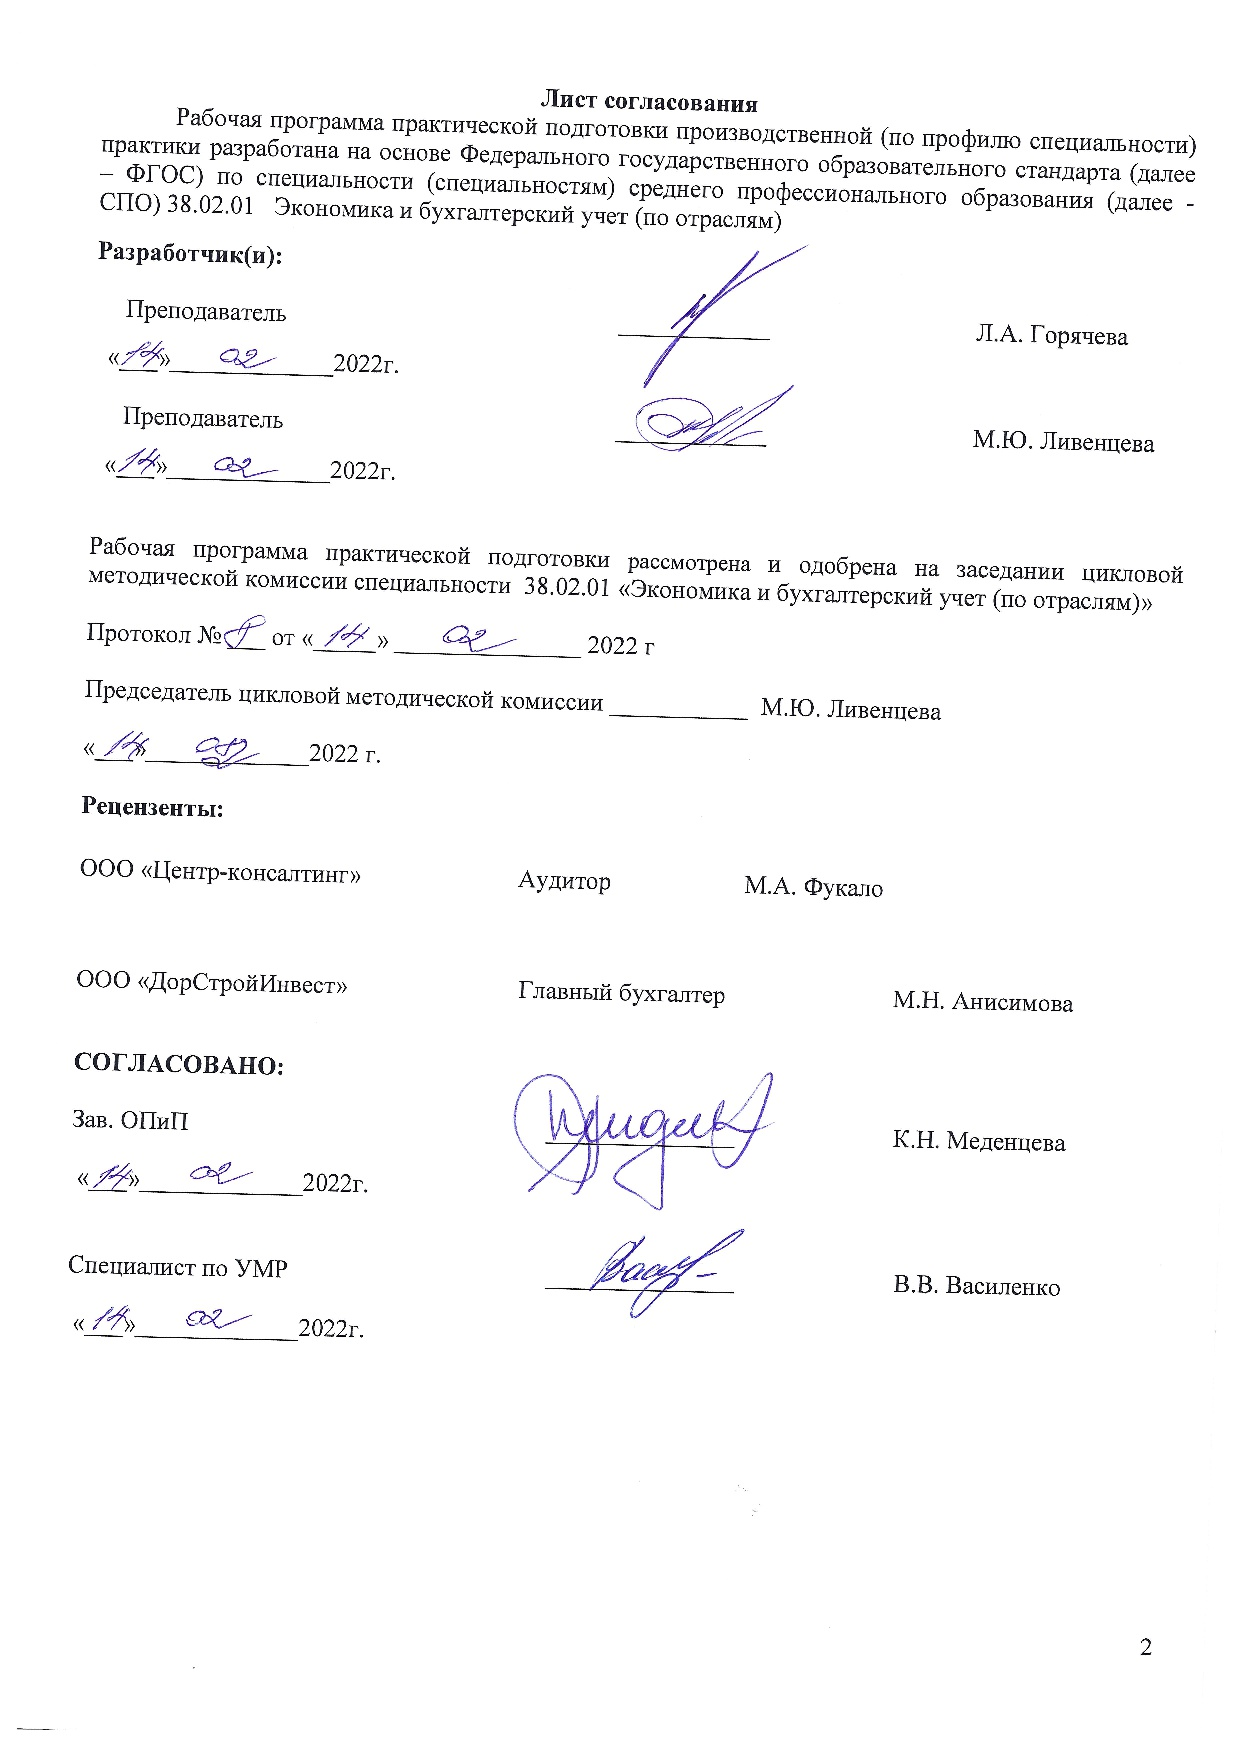 Лист согласования
Рабочая программа практической подготовки производственной (по профилю специальности)
практики разработана на основе Федерального государственного образовательного стандарта (далее
– ФГОС) по специальности (специальностям) среднего профессионального образования (далее -
СПО) 38.02.01 Экономика и бухгалтерский учет (по отраслям)
Разработчик(и):
Преподаватель
Л.А. Горячева
«14» 02 2022г.
Преподаватель
М.Ю. Ливенцева
«14» 02 2022г.
Рабочая программа практической подготовки рассмотрена и одобрена на заседании цикловой
методической комиссии специальности 38.02.01 «Экономика и бухгалтерский учет (по отраслям)»
Протокол № от «14» 02 2022 г
Председатель цикловой методической комиссии ___________ М.Ю. Ливенцева
«14» 02 2022 г.
Рецензенты:
ООО «Центр-консалтинг» Аудитор М.А. Фукало
ООО «ДорСтройИнвест» Главный бухгалтер М.Н. Анисимова
СОГЛАСОВАНО:
Зав. ОПиП
К.Н. Меденцева
«14» 02 2022г.
Специалист по УМР
В.В. Василенко
«14» 02 2022г.
2